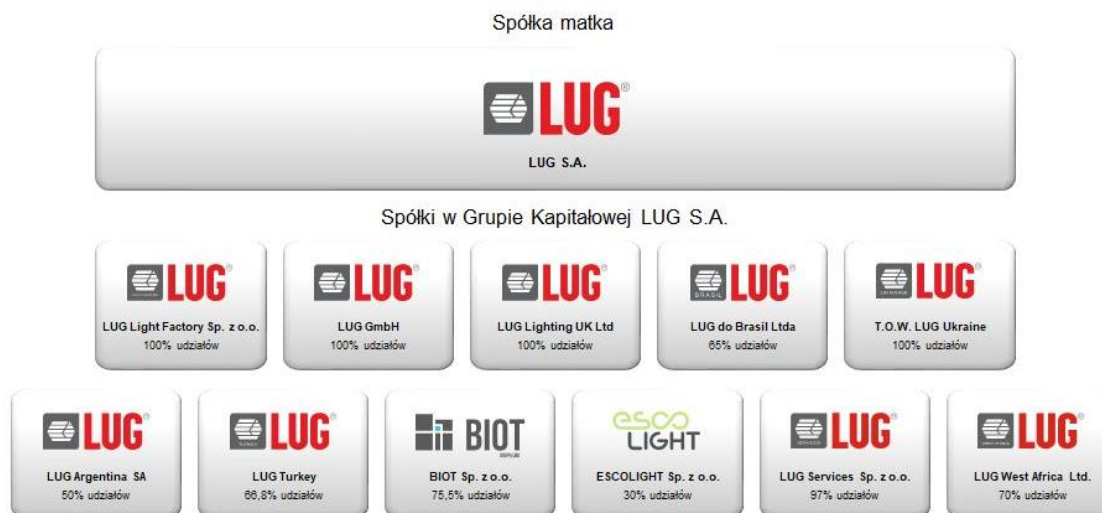 Spółka matka
LUG®
LUG S.A.
Spółki w Grupie Kapitałowej LUG S.A.
LUG® LUG® LUG® BRASIL LUG® LUG®
LUG Light Factory Sp. z o.o. LUG GmbH LUG Lighting UK Ltd LUG do Brasil Ltda T.O.W. LUG Ukraine
100% udziałów 100% udziałów 100% udziałów 65% udziałów 100% udziałów
LUG® LUG® BIOT esco LUG® LUG®
LIGHT
LUG Argentina SA LUG Turkey BIOT Sp. z o.o. ESCOLIGHT Sp. z o.o. LUG Services Sp. z o.o. LUG West Africa Ltd.
50% udziałów 66,8% udziałów 75,5% udziałów 30% udziałów 97% udziałów 70% udziałów